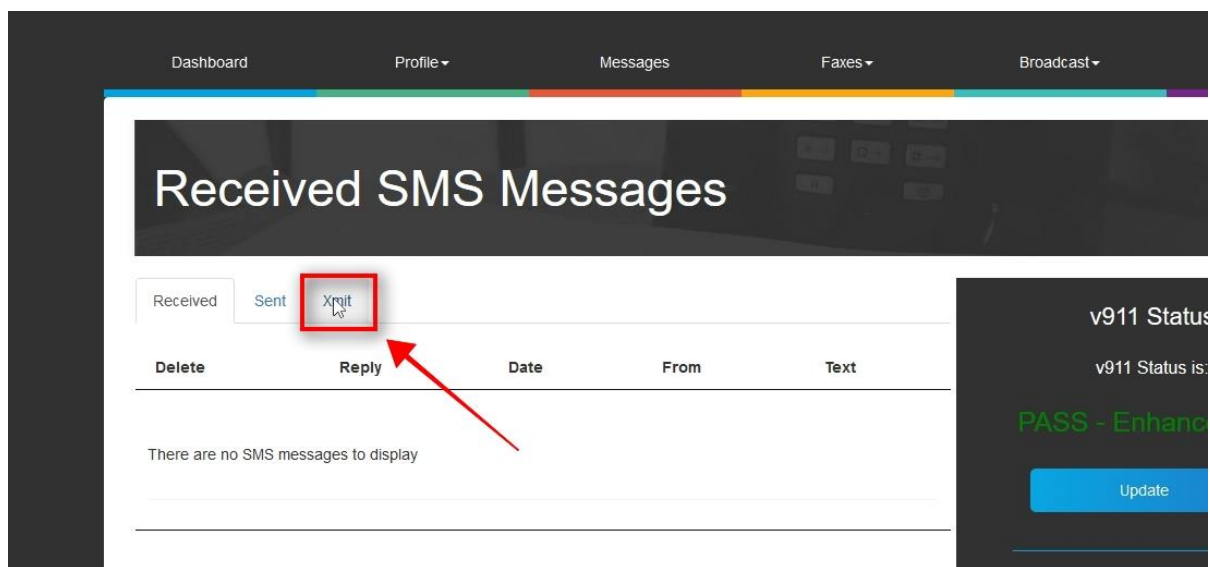 Dashboard Profile Messages Faxes Broadcast
Received SMS Messages
Received Sent Xmit
Delete Reply Date From Text
There are no SMS messages to display
v911 Status
v911 Status is:
PASS - Enhance
Update